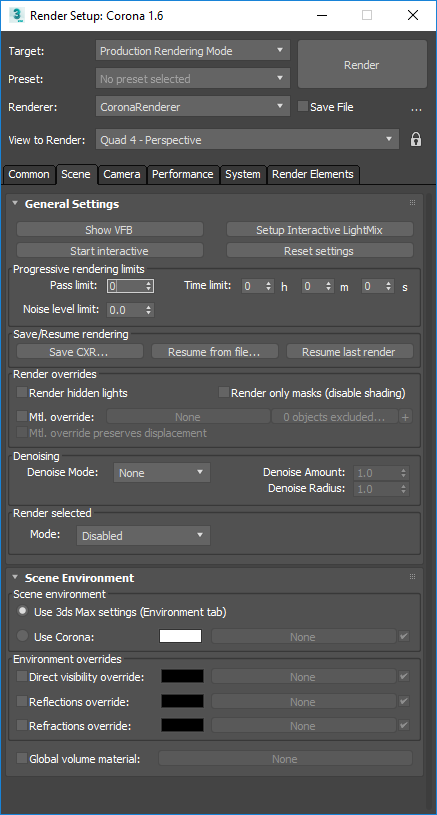 Render Setup: Corona 1.6
Target: Production Rendering Mode
Render
Preset: No preset selected
Renderer: CoronaRenderer Save File ...
View to Render: Quad 4 - Perspective
Common Scene Camera Performance System Render Elements
General Settings
Show VFB Setup Interactive LightMix
Start interactive Reset settings
Progressive rendering limits
Pass limit: 0 Time limit: 0 h 0 m 0 s
Noise level limit: 0.0
Save/Resume rendering
Save CXR... Resume from file... Resume last render
Render overrides
Render hidden lights Render only masks (disable shading)
Mtl. override: None 0 objects excluded... +
Mtl. override preserves displacement
Denoising
Denoise Mode: None Denoise Amount: 1.0
Denoise Radius: 1.0
Render selected
Mode: Disabled
Scene Environment
Scene environment
Use 3ds Max settings (Environment tab)
Use Corona: None
Environment overrides
Direct visibility override: None
Reflections override: None
Refractions override: None
Global volume material: None